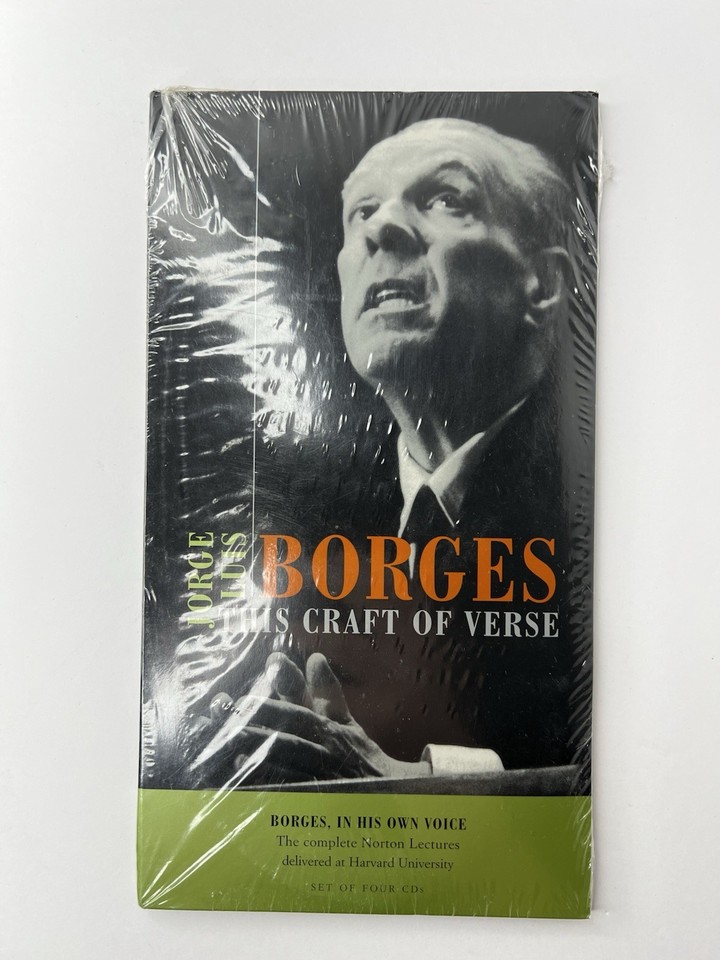 JORGE
LUIS
BORGES
THIS CRAFT OF VERSE
BORGES, IN HIS OWN VOICE
The complete Norton Lectures
delivered at Harvard University
SET OF FOUR CDs